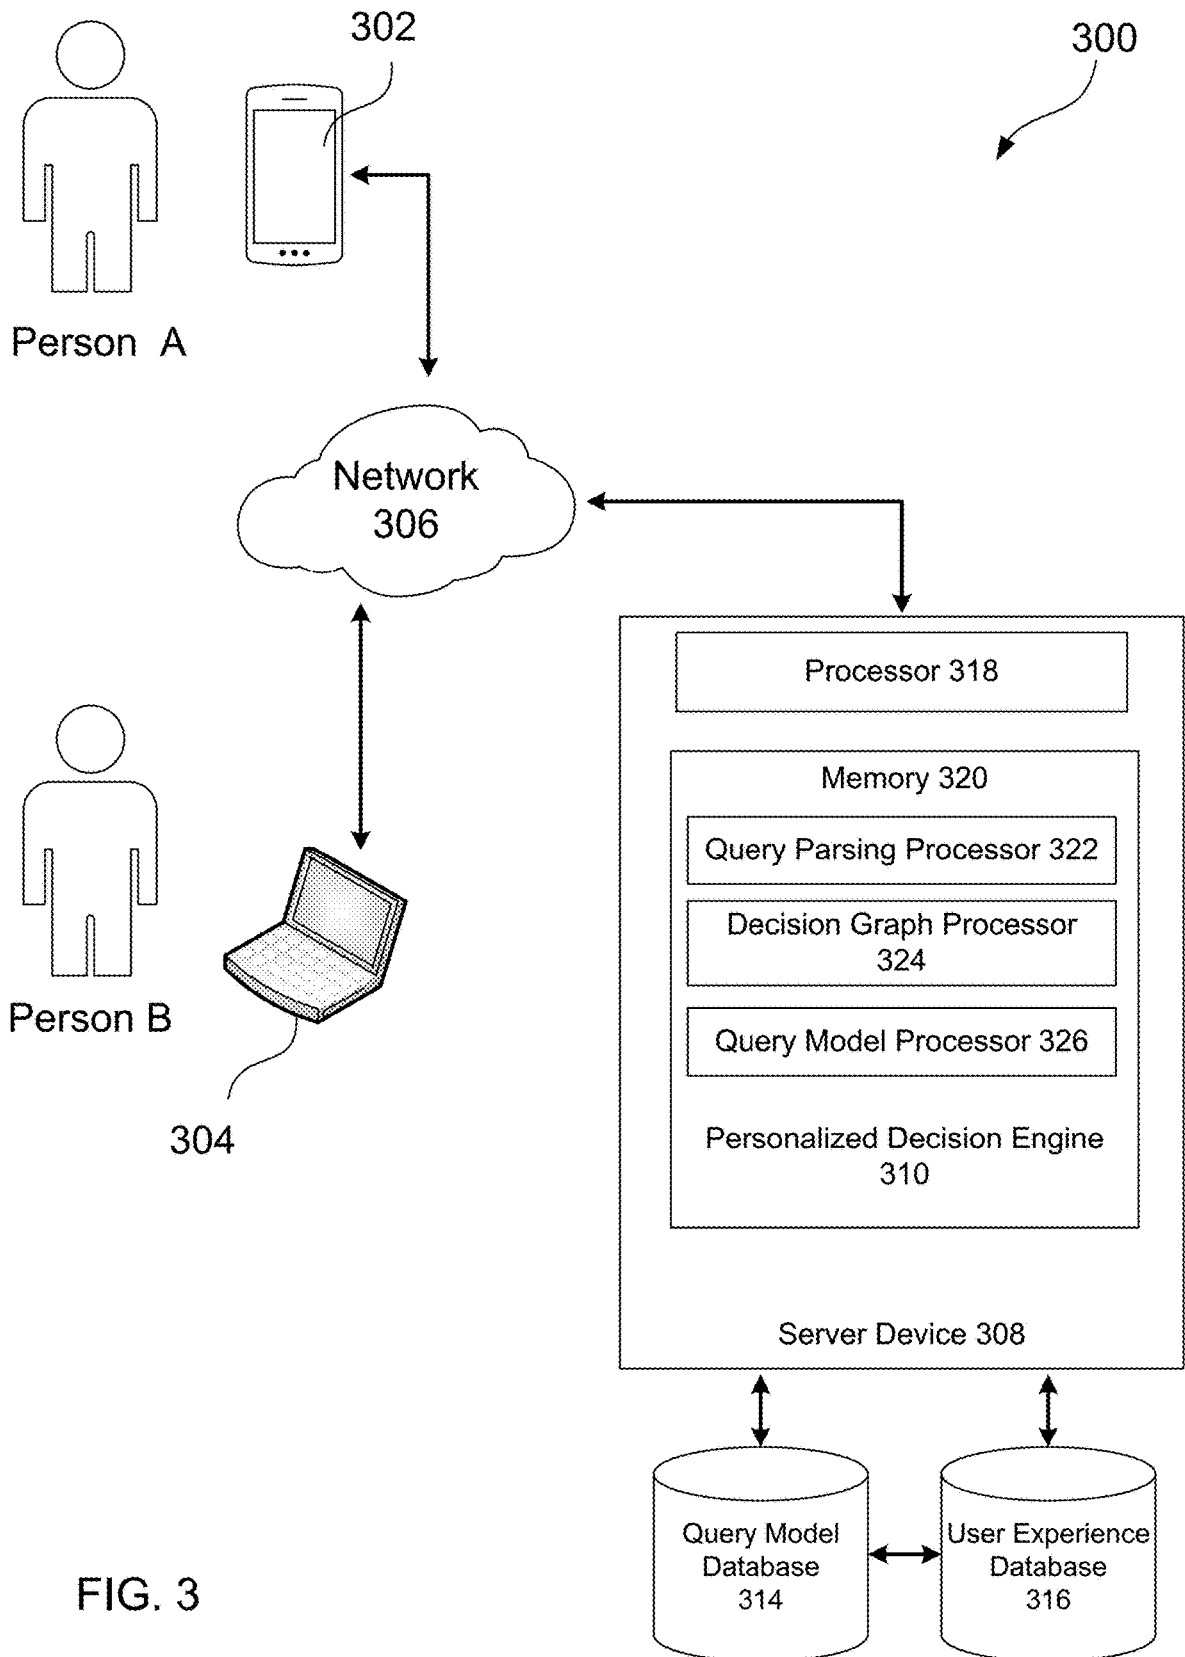 302
300
Person A
Network
306
Processor 318
Memory 320
Query Parsing Processor 322
Decision Graph Processor
324
Query Model Processor 326
Person B
304
Personalized Decision Engine
310
Server Device 308
Query Model
Database
314
User Experience
Database
316
FIG. 3